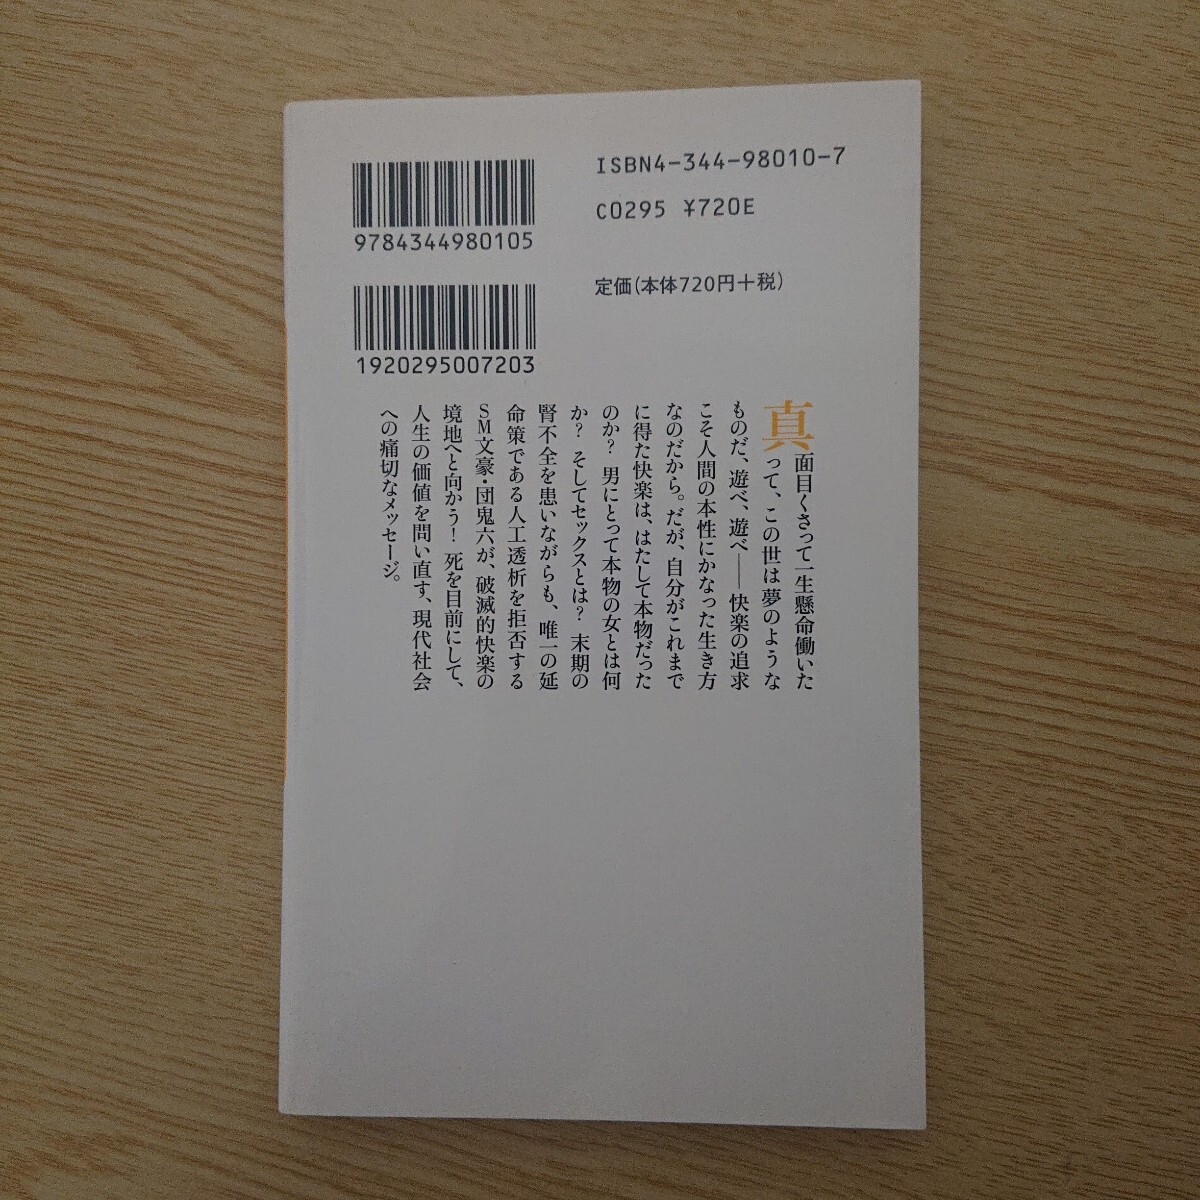 9784344980105
1920295007203
ISBN4-344-98010-7
C0295 ¥720E
定価(本体720円+税)
真面目くさって一生懸命働いた
って、この世は夢のような
ものだ、遊べ、遊べ――快楽の追求
こそ人間の本性にかなった生き方
なのだから。だが、自分がこれまで
に得た快楽は、はたして本物だった
のか? 男にとって本物の女とは何
か? そしてセックスとは? 末期の
腎不全を患いながらも、唯一の延
命策である人工透析を拒否する
SM文豪・団鬼六が、破滅的快楽の
境地へと向かう! 死を目前にして、
人生の価値を問い直す、現代社会
への痛切なメッセージ。